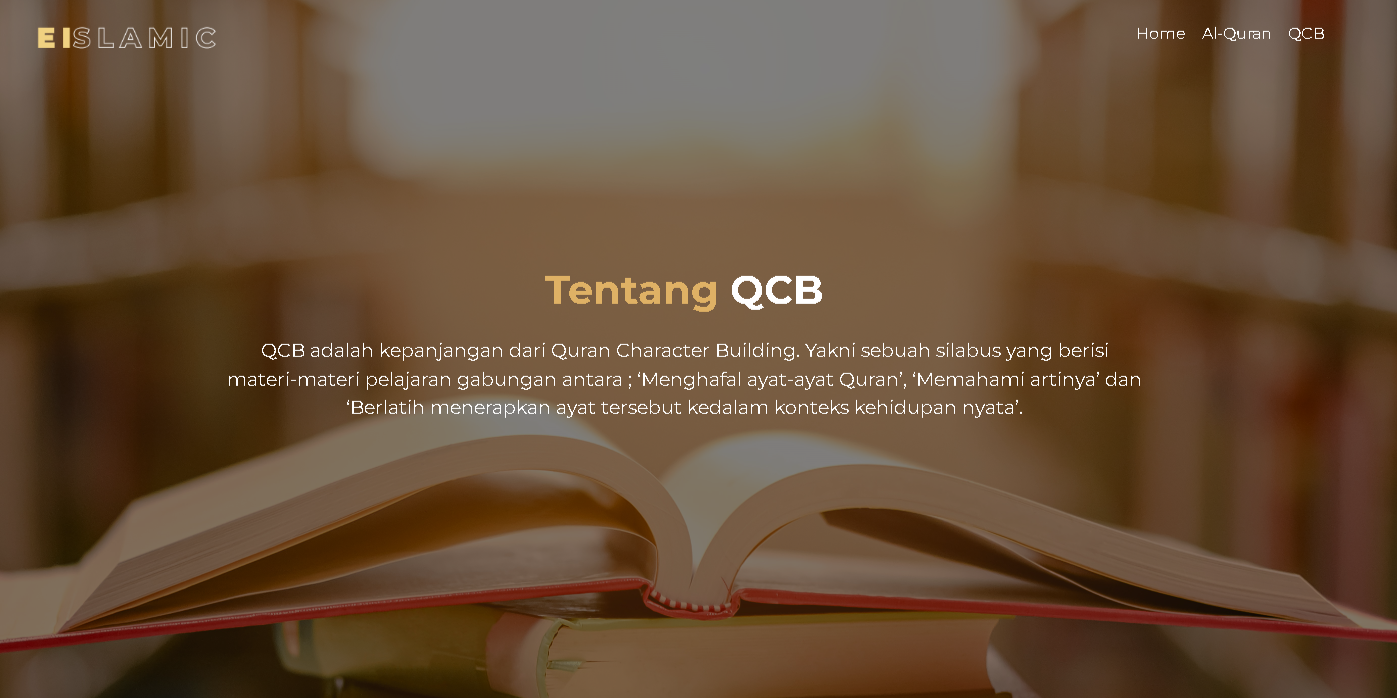 EISLAMIC
Home Al-Quran QCB
Tentang QCB
QCB adalah kepanjangan dari Quran Character Building. Yakni sebuah silabus yang berisi
materi-materi pelajaran gabungan antara ; ‘Menghafal ayat-ayat Quran’, ‘Memahami artinya’ dan
‘Berlatih menerapkan ayat tersebut kedalam konteks kehidupan nyata’.